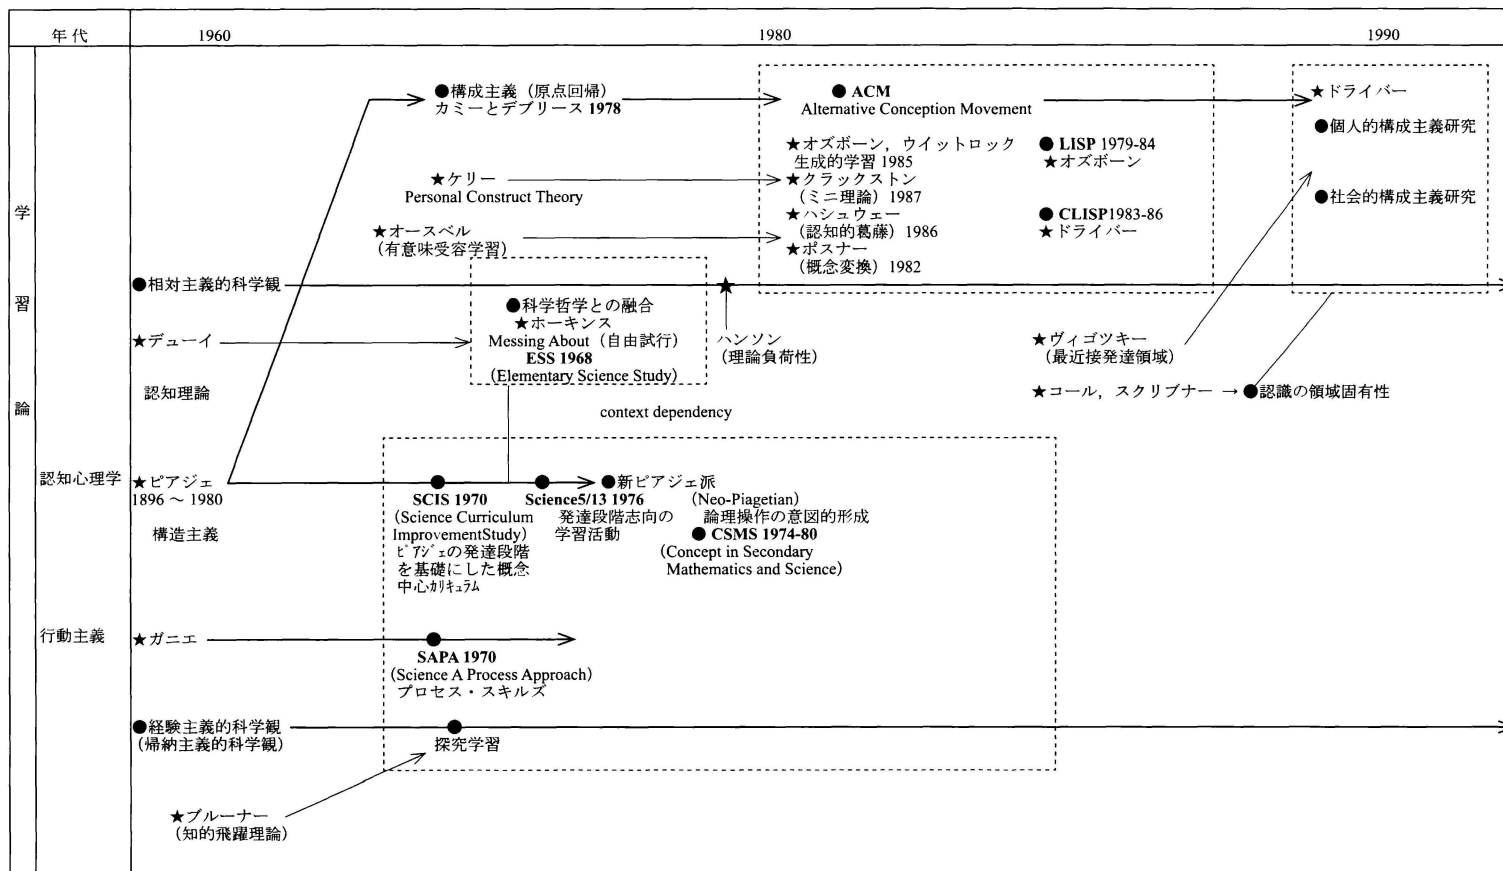 年代
1960
1980
1990
学習論
認知心理学
行動主義
●構成主義（原点回帰）
カミーとデブリース 1978
●ACM
Alternative Conception Movement
★ドライバー
●個人的構成主義研究
●社会的構成主義研究
★オズボーン，ウイットロック
生成的学習 1985
★クラックストン
（ミニ理論）1987
★ハシュウェー
（認知的葛藤）1986
★ポスナー
（概念変換）1982
●LISP 1979-84
★オズボーン
●CLISP1983-86
★ドライバー
★ケリー
Personal Construct Theory
★オースベル
（有意味受容学習）
●相対主義的科学観
●科学哲学との融合
★ホーキンス
Messing About（自由試行）
ESS 1968
(Elementary Science Study)
★
ハンソン
（理論負荷性）
★デューイ
認知理論
★ヴィゴツキー
（最近接発達領域）
★コール，スクリブナー → ●認識の領域固有性
context dependency
★ピアジェ
1896 ～ 1980
構造主義
SCIS 1970
(Science Curriculum
ImprovementStudy)
ﾋﾟｱｼﾞｪの発達段階
を基礎にした概念
中心ｶﾘｷｭﾗﾑ
Science5/13 1976
発達段階志向の
学習活動
●新ピアジェ派
(Neo-Piagetian)
論理操作の意図的形成
●CSMS 1974-80
(Concept in Secondary
Mathematics and Science)
★ガニエ
SAPA 1970
(Science A Process Approach)
プロセス・スキルズ
●経験主義的科学観
（帰納主義的科学観）
探究学習
★ブルーナー
（知的飛躍理論）